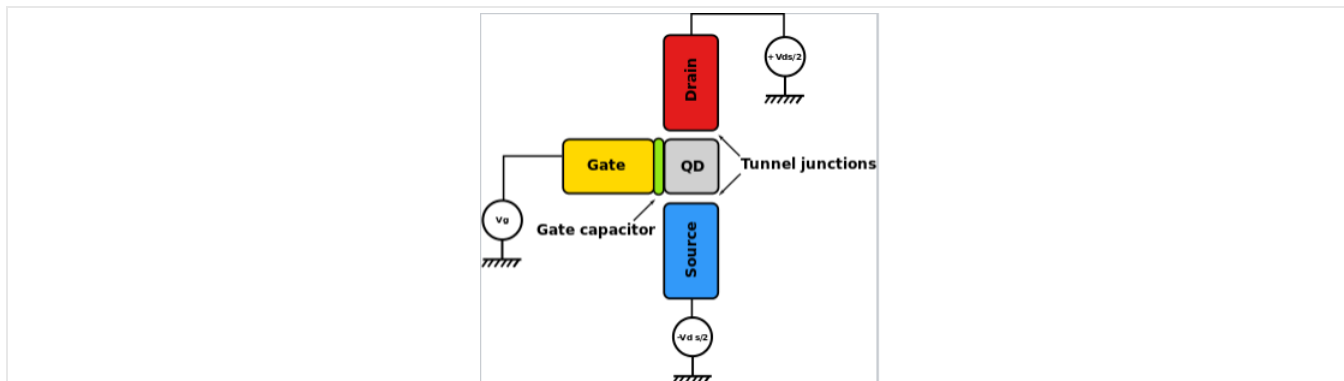 Drain
+Vds/2
Gate
QD
Tunnel junctions
Vg
Gate capacitor
Source
-Vd s/2